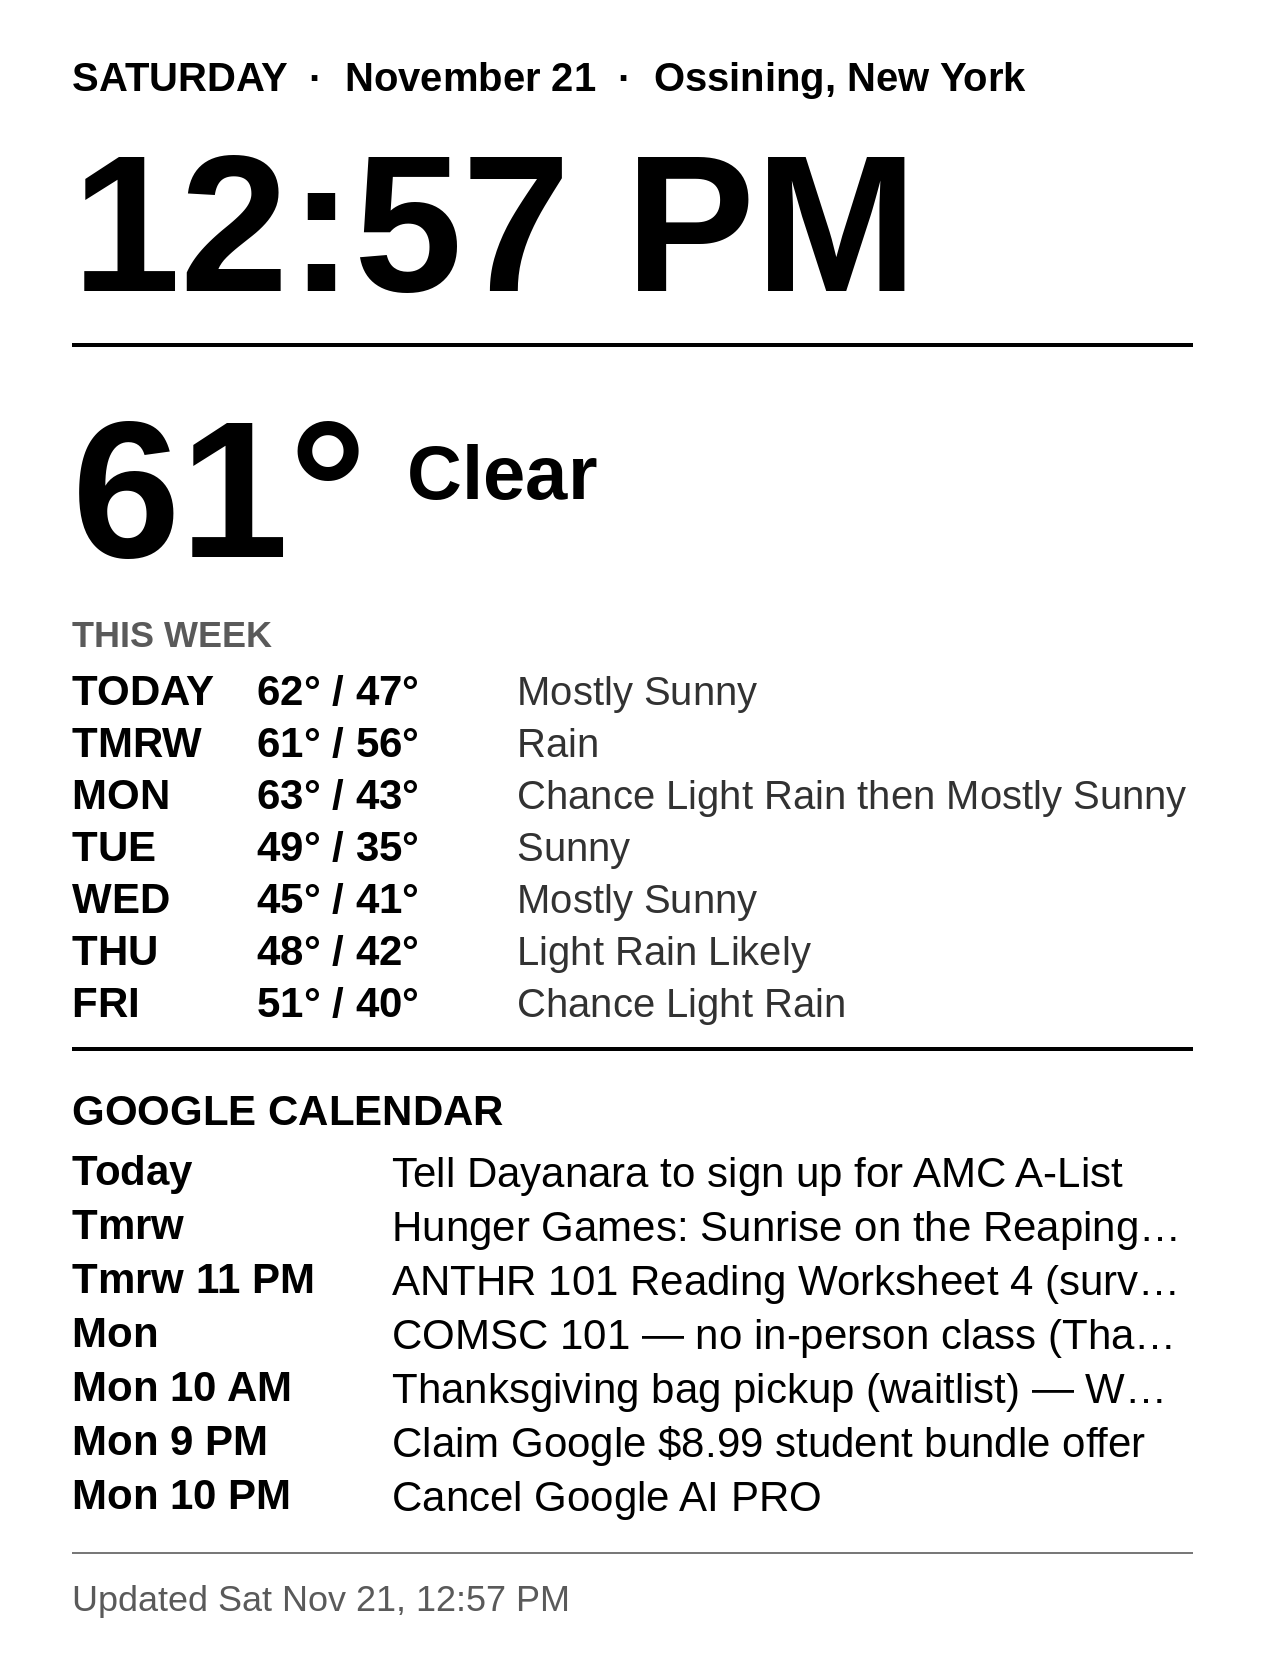 SATURDAY · November 21 · Ossining, New York
12:57 PM
61° Clear
THIS WEEK
TODAY 62° / 47° Mostly Sunny
TMRW 61° / 56° Rain
MON 63° / 43° Chance Light Rain then Mostly Sunny
TUE 49° / 35° Sunny
WED 45° / 41° Mostly Sunny
THU 48° / 42° Light Rain Likely
FRI 51° / 40° Chance Light Rain
GOOGLE CALENDAR
Today Tell Dayanara to sign up for AMC A-List
Tmrw Hunger Games: Sunrise on the Reaping…
Tmrw 11 PM ANTHR 101 Reading Worksheet 4 (surv…
Mon COMSC 101 — no in-person class (Tha…
Mon 10 AM Thanksgiving bag pickup (waitlist) — W…
Mon 9 PM Claim Google $8.99 student bundle offer
Mon 10 PM Cancel Google AI PRO
Updated Sat Nov 21, 12:57 PM